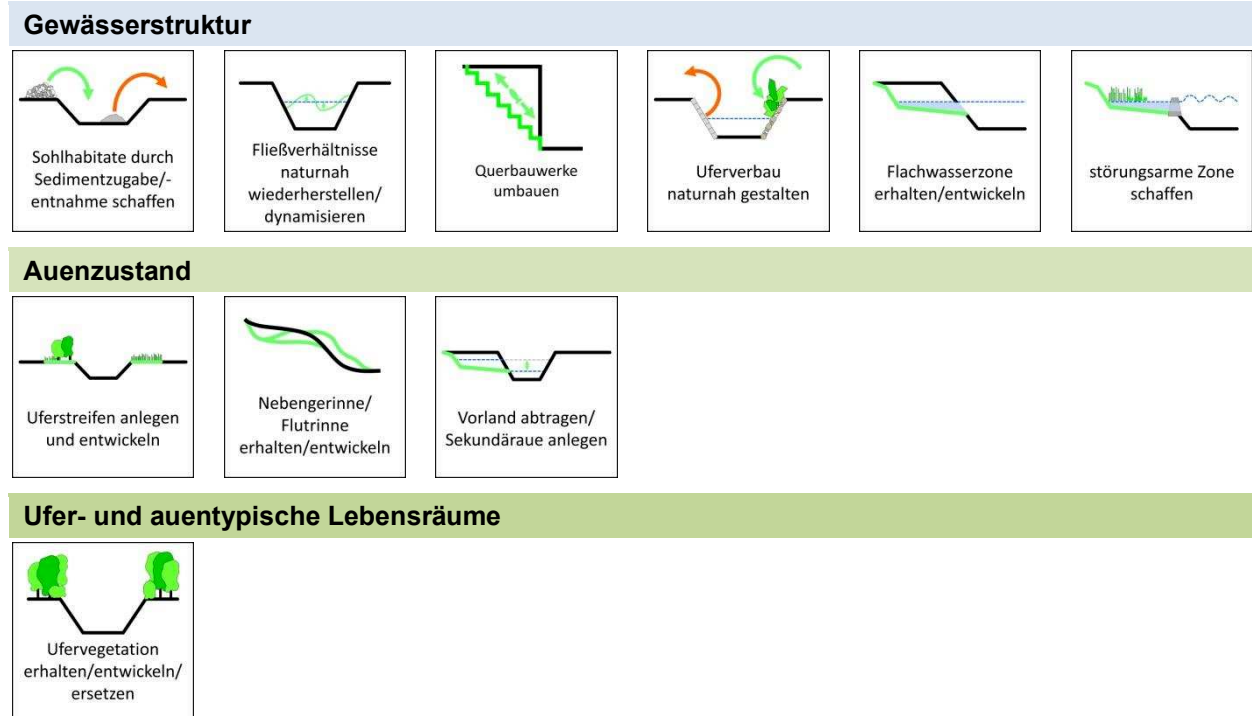 Gewässerstruktur
Sohlhabitate durch
Sedimentzugabe/-
entnahme schaffen
Fließverhältnisse
naturnah
wiederherstellen/
dynamisieren
Querbauwerke
umbauen
Uferverbau
naturnah gestalten
Flachwasserzone
erhalten/entwickeln
störungsarme Zone
schaffen
Auenzustand
Uferstreifen anlegen
und entwickeln
Nebengerinne/
Flutrinne
erhalten/entwickeln
Vorland abtragen/
Sekundäraue anlegen
Ufer- und auentypische Lebensräume
Ufervegetation
erhalten/entwickeln/
ersetzen